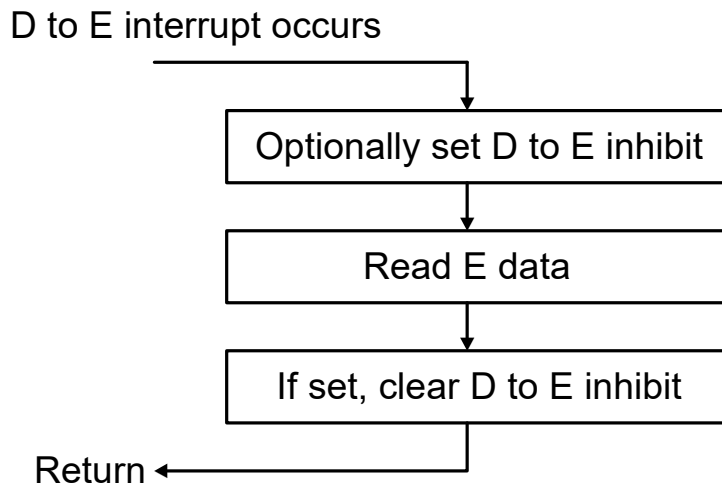 D to E interrupt occurs
Optionally set D to E inhibit
Read E data
If set, clear D to E inhibit
Return